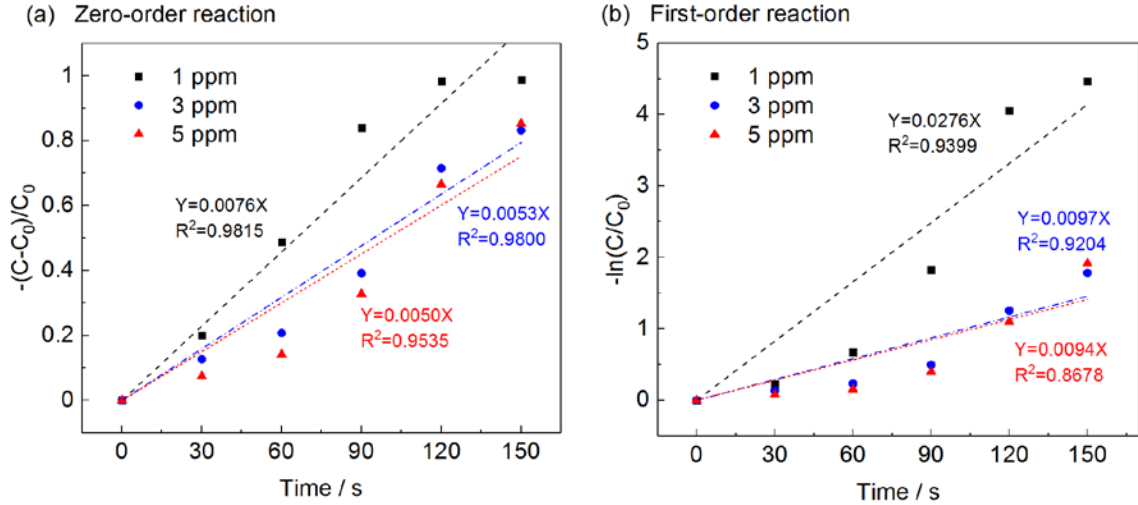 (a) Zero-order reaction
-(C-C₀)/C₀
1
0.8
0.6
0.4
0.2
0
1 ppm
3 ppm
5 ppm
Y=0.0076X
R²=0.9815
Y=0.0053X
R²=0.9800
Y=0.0050X
R²=0.9535
0 30 60 90 120 150
Time / s
(b) First-order reaction
-ln(C/C₀)
5
4
3
2
1
0
-1
1 ppm
3 ppm
5 ppm
Y=0.0276X
R²=0.9399
Y=0.0097X
R²=0.9204
Y=0.0094X
R²=0.8678
0 30 60 90 120 150
Time / s